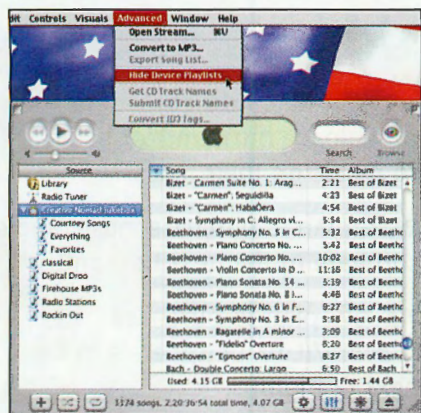 dit Controls Visuals Advanced Window Help
Open Stream... ⌘U
Convert to MP3...
Export Song List...
Hide Device Playlists
Get CD Track Names
Submit CD Track Names
Convert ID3 Tags...
Search Browse
Source
Song Time Album
Library
Radio Tuner
Creative Nomad Jukebox
Courtney Songs
Everything
Favorites
classical
Digital Droo
Firehouse MP3s
Radio Stations
Rockin Out
Bizet - Carmen Suite No. 1: Arag... 2:21 Best of Bizet
Bizet - "Carmen", Seguidilla 4:23 Best of Bizet
Bizet - "Carmen", 4:54 Best of Bizet
Bizet - Symphony in C. Allegro vi... 5:54 Best of Bizet
Beethoven - Symphony No. 5 in C... 5:32 Best of Beetho
Beethoven - Piano Concerto No. ... 5:42 Best of Beetho
Beethoven - Piano Concerto No. ... 10:02 Best of Beetho
Beethoven - Violin Concerto in D ... 11:16 Best of Beetho
Beethoven - Piano Sonata No. 14 ... 5:19 Best of Beetho
Beethoven - Piano Sonata No. 8 i... 4:46 Best of Beetho
Beethoven - Symphony No. 6 in F... 9:37 Best of Beetho
Beethoven - Symphony No. 3 in C... 5:58 Best of Beetho
Beethoven - Bagatelle in A minor ... 3:09 Best of Beetho
Beethoven - "Fidelio" Overture 6:20 Best of Beetho
Beethoven - "Egmont" Overture 8:27 Best of Beetho
Bach - Double Concerto: Largo 6:50 Best of Bach
Used: 4.15 GB Free: 1.44 GB
1174 songs, 2:20:36:54 total time, 4.07 GB